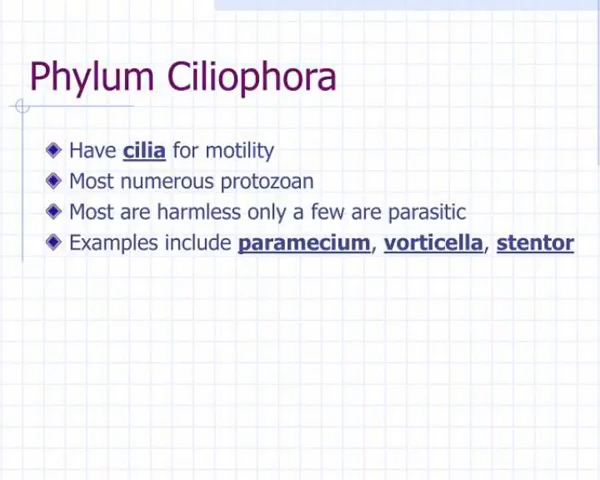 Phylum Ciliophora
Have cilia for motility
Most numerous protozoan
Most are harmless only a few are parasitic
Examples include paramecium, vorticella, stentor